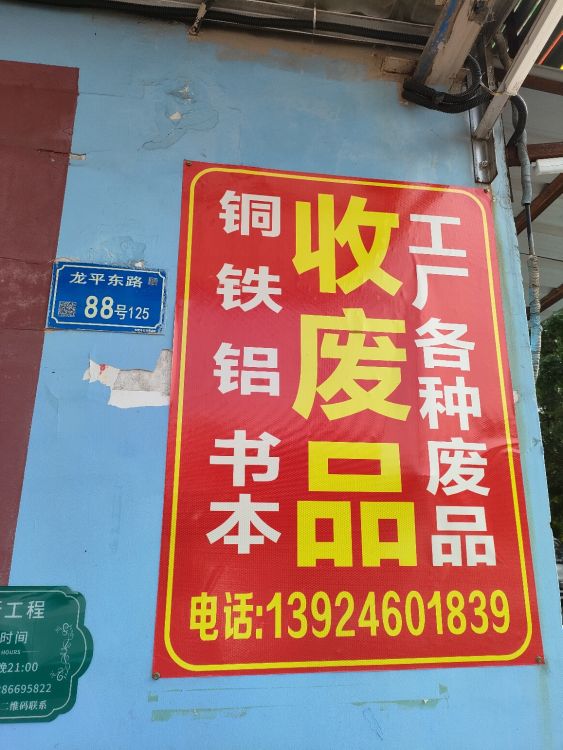 龙平东路
88号125
收废品
工厂各种废品
铜铁铝书本
电话:13924601839
工程
时间
HOURS
晚21:00
86695822
二维码联系